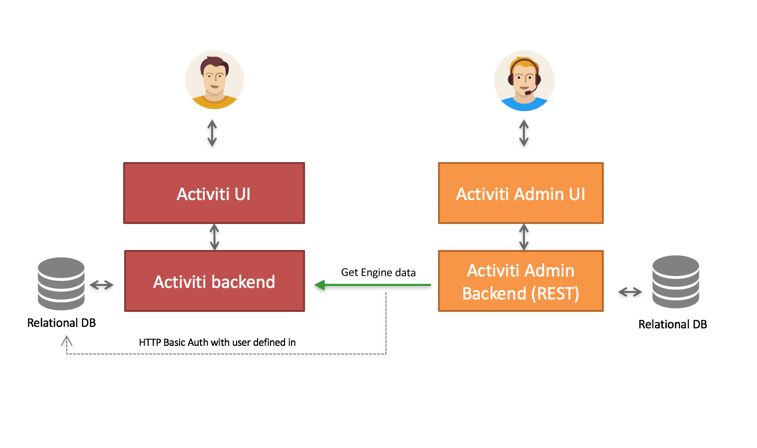 Activiti UI
Activiti Admin UI
Activiti backend
Get Engine data
Activiti Admin
Backend (REST)
Relational DB
Relational DB
HTTP Basic Auth with user defined in